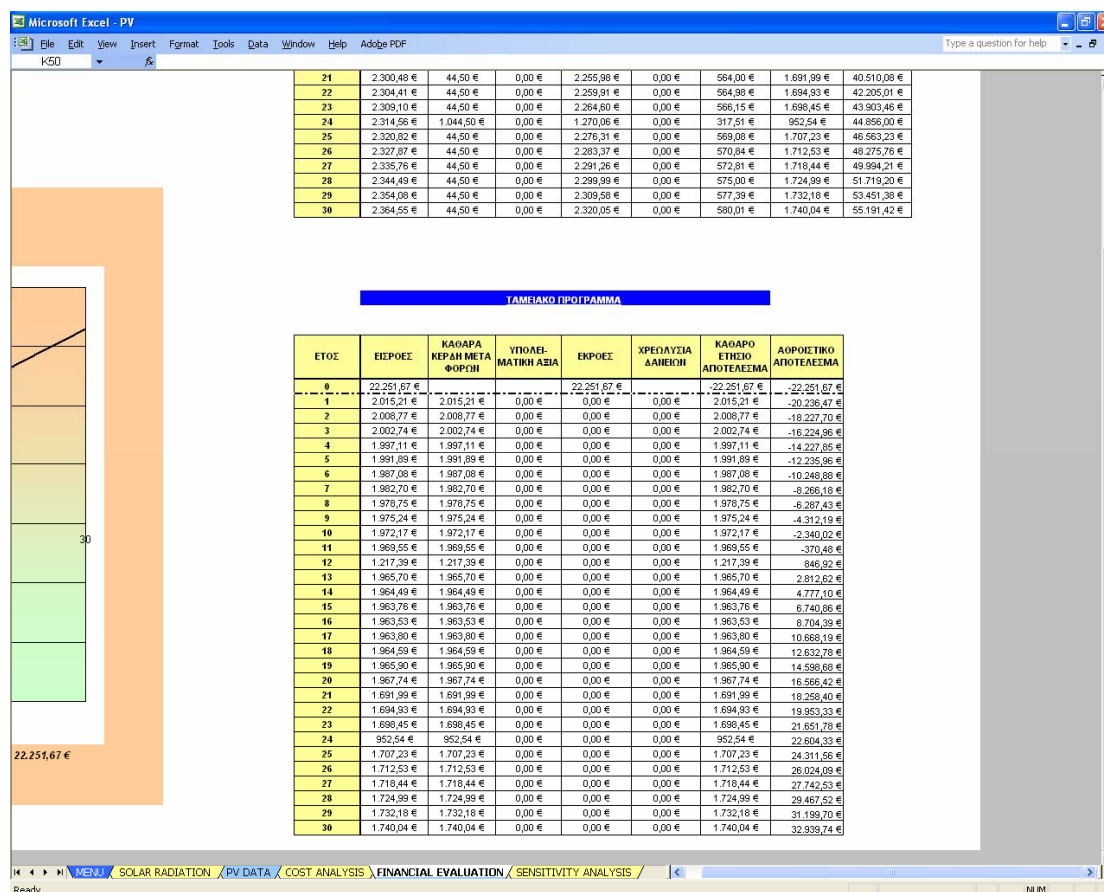 Microsoft Excel - PV
File Edit View Insert Format Tools Data Window Help Adobe PDF
Type a question for help
K50 fx
21 2.300,48 € 44,50 € 0,00 € 2.255,98 € 0,00 € 564,00 € 1.691,99 € 40.510,08 €
22 2.304,41 € 44,50 € 0,00 € 2.259,91 € 0,00 € 564,98 € 1.694,93 € 42.205,01 €
23 2.309,10 € 44,50 € 0,00 € 2.264,60 € 0,00 € 566,15 € 1.698,45 € 43.903,46 €
24 2.314,56 € 1.044,50 € 0,00 € 1.270,06 € 0,00 € 317,51 € 952,54 € 44.856,00 €
25 2.320,82 € 44,50 € 0,00 € 2.276,31 € 0,00 € 569,08 € 1.707,23 € 46.563,23 €
26 2.327,87 € 44,50 € 0,00 € 2.283,37 € 0,00 € 570,84 € 1.712,53 € 48.275,76 €
27 2.335,76 € 44,50 € 0,00 € 2.291,26 € 0,00 € 572,81 € 1.718,44 € 49.994,21 €
28 2.344,49 € 44,50 € 0,00 € 2.299,99 € 0,00 € 575,00 € 1.724,99 € 51.719,20 €
29 2.354,08 € 44,50 € 0,00 € 2.309,58 € 0,00 € 577,39 € 1.732,18 € 53.451,38 €
30 2.364,55 € 44,50 € 0,00 € 2.320,05 € 0,00 € 580,01 € 1.740,04 € 55.191,42 €
ΤΑΜΕΙΑΚΟ ΠΡΟΓΡΑΜΜΑ
ΕΤΟΣ ΕΙΣΡΟΕΣ ΚΑΘΑΡΑ ΚΕΡΔΗ ΜΕΤΑ ΦΟΡΩΝ ΥΠΟΛΕΙ-ΜΑΤΙΚΗ ΑΞΙΑ ΕΚΡΟΕΣ ΧΡΕΩΛΥΣΙΑ ΔΑΝΕΙΩΝ ΚΑΘΑΡΟ ΕΤΗΣΙΟ ΑΠΟΤΕΛΕΣΜΑ ΑΘΡΟΙΣΤΙΚΟ ΑΠΟΤΕΛΕΣΜΑ
0 22.251,67 € 22.251,67 € -22.251,67 € -22.251,67 €
1 2.015,21 € 2.015,21 € 0,00 € 0,00 € 0,00 € 2.015,21 € -20.236,47 €
2 2.008,77 € 2.008,77 € 0,00 € 0,00 € 0,00 € 2.008,77 € -18.227,70 €
3 2.002,74 € 2.002,74 € 0,00 € 0,00 € 0,00 € 2.002,74 € -16.224,96 €
4 1.997,11 € 1.997,11 € 0,00 € 0,00 € 0,00 € 1.997,11 € -14.227,85 €
5 1.991,89 € 1.991,89 € 0,00 € 0,00 € 0,00 € 1.991,89 € -12.235,96 €
6 1.987,08 € 1.987,08 € 0,00 € 0,00 € 0,00 € 1.987,08 € -10.248,88 €
7 1.982,70 € 1.982,70 € 0,00 € 0,00 € 0,00 € 1.982,70 € -8.266,18 €
8 1.978,75 € 1.978,75 € 0,00 € 0,00 € 0,00 € 1.978,75 € -6.287,43 €
9 1.975,24 € 1.975,24 € 0,00 € 0,00 € 0,00 € 1.975,24 € -4.312,19 €
10 1.972,17 € 1.972,17 € 0,00 € 0,00 € 0,00 € 1.972,17 € -2.340,02 €
11 1.969,55 € 1.969,55 € 0,00 € 0,00 € 0,00 € 1.969,55 € -370,48 €
12 1.217,39 € 1.217,39 € 0,00 € 0,00 € 0,00 € 1.217,39 € 846,92 €
13 1.965,70 € 1.965,70 € 0,00 € 0,00 € 0,00 € 1.965,70 € 2.812,62 €
14 1.964,49 € 1.964,49 € 0,00 € 0,00 € 0,00 € 1.964,49 € 4.777,10 €
15 1.963,76 € 1.963,76 € 0,00 € 0,00 € 0,00 € 1.963,76 € 6.740,86 €
16 1.963,53 € 1.963,53 € 0,00 € 0,00 € 0,00 € 1.963,53 € 8.704,39 €
17 1.963,80 € 1.963,80 € 0,00 € 0,00 € 0,00 € 1.963,80 € 10.668,19 €
18 1.964,59 € 1.964,59 € 0,00 € 0,00 € 0,00 € 1.964,59 € 12.632,78 €
19 1.965,90 € 1.965,90 € 0,00 € 0,00 € 0,00 € 1.965,90 € 14.598,68 €
20 1.967,74 € 1.967,74 € 0,00 € 0,00 € 0,00 € 1.967,74 € 16.566,42 €
21 1.691,99 € 1.691,99 € 0,00 € 0,00 € 0,00 € 1.691,99 € 18.258,40 €
22 1.694,93 € 1.694,93 € 0,00 € 0,00 € 0,00 € 1.694,93 € 19.953,33 €
23 1.698,45 € 1.698,45 € 0,00 € 0,00 € 0,00 € 1.698,45 € 21.651,78 €
24 952,54 € 952,54 € 0,00 € 0,00 € 0,00 € 952,54 € 22.604,33 €
25 1.707,23 € 1.707,23 € 0,00 € 0,00 € 0,00 € 1.707,23 € 24.311,56 €
26 1.712,53 € 1.712,53 € 0,00 € 0,00 € 0,00 € 1.712,53 € 26.024,09 €
27 1.718,44 € 1.718,44 € 0,00 € 0,00 € 0,00 € 1.718,44 € 27.742,53 €
28 1.724,99 € 1.724,99 € 0,00 € 0,00 € 0,00 € 1.724,99 € 29.467,52 €
29 1.732,18 € 1.732,18 € 0,00 € 0,00 € 0,00 € 1.732,18 € 31.199,70 €
30 1.740,04 € 1.740,04 € 0,00 € 0,00 € 0,00 € 1.740,04 € 32.939,74 €
30
22.251,67 €
MENU SOLAR RADIATION PV DATA COST ANALYSIS FINANCIAL EVALUATION SENSITIVITY ANALYSIS
Ready NUM